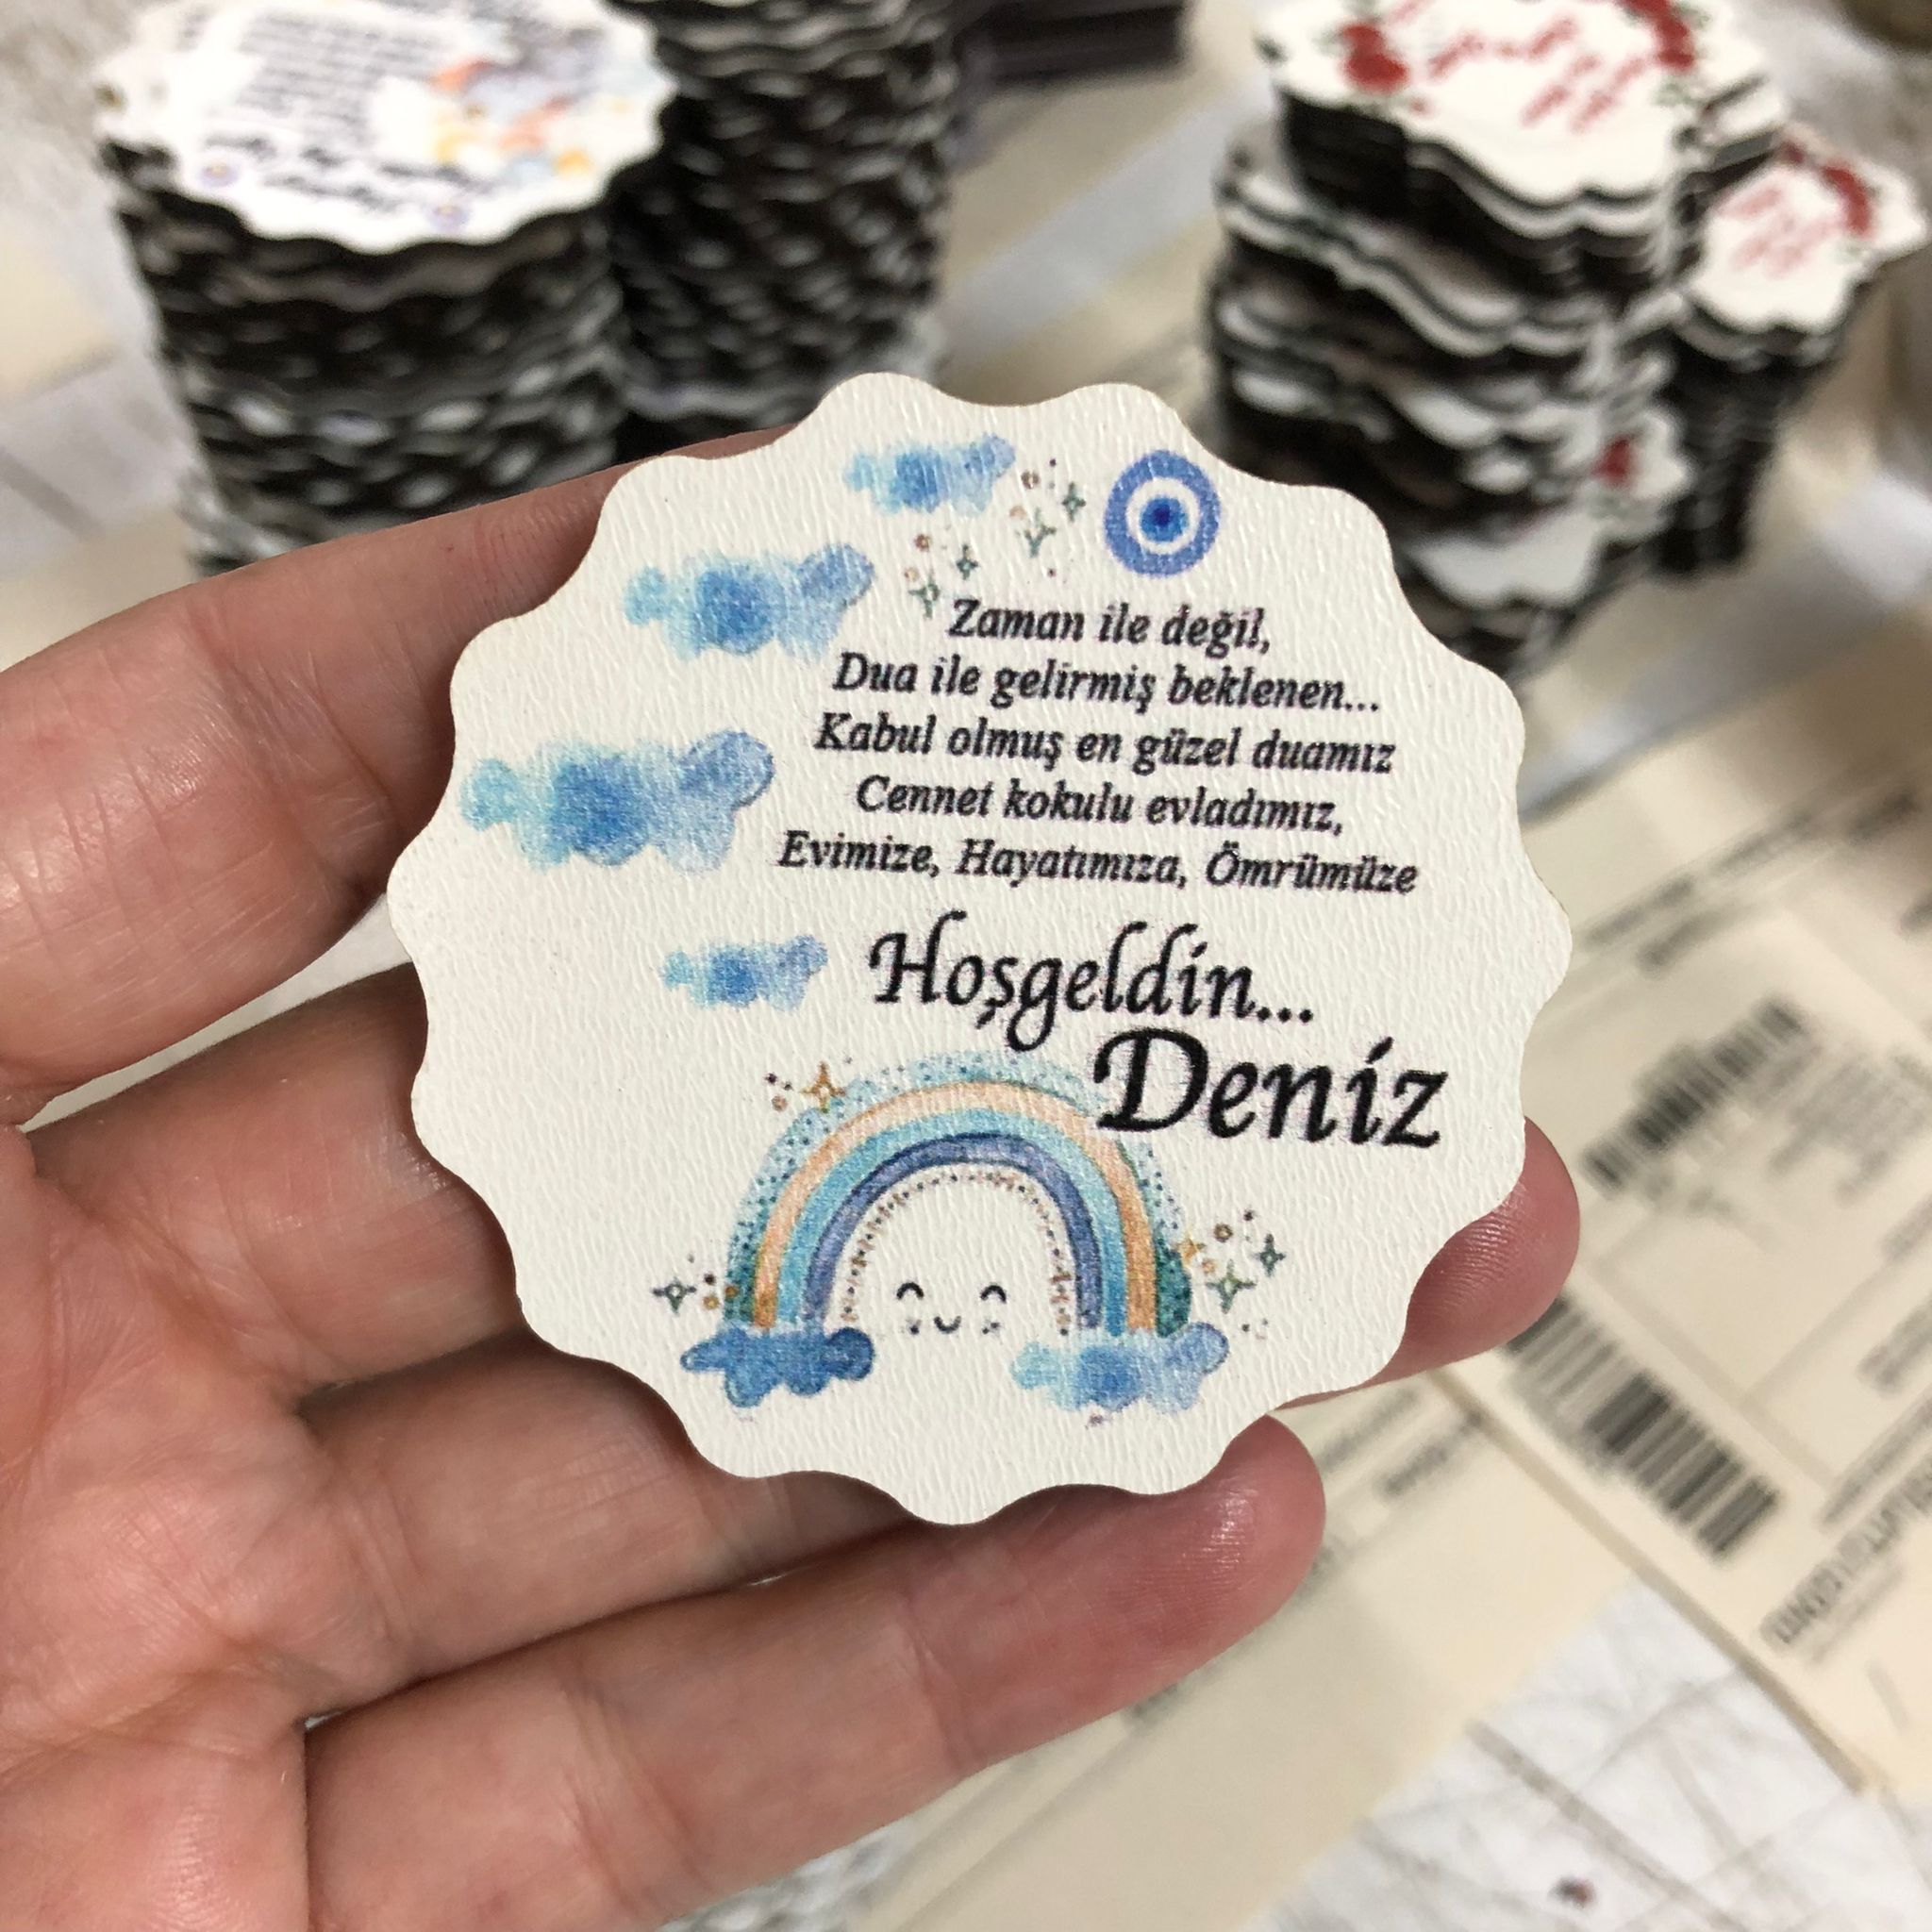 Zaman ile değil,
Dua ile gelirmiş beklenen...
Kabul olmuş en güzel duamız
Cennet kokulu evladımız,
Evimize, Hayatımıza, Ömrümüze
Hoşgeldin...
Deniz